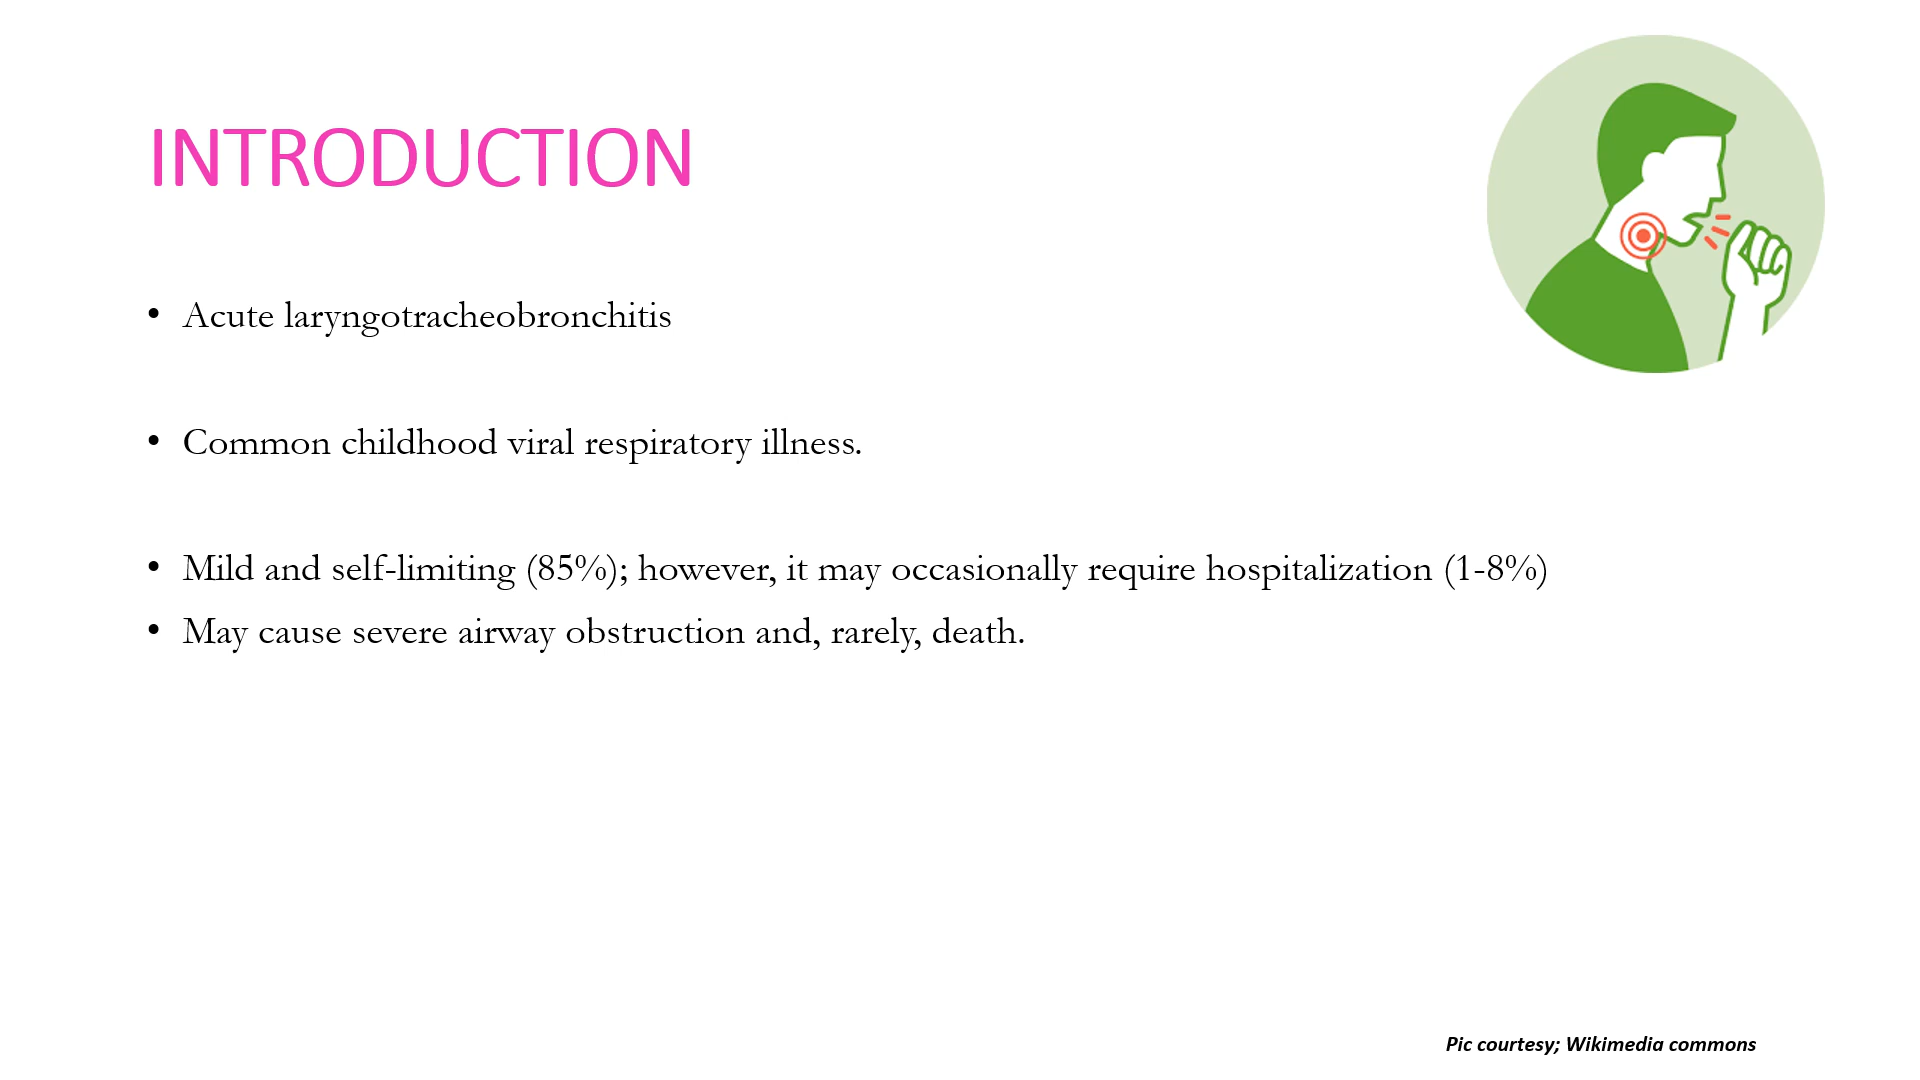 INTRODUCTION
• Acute laryngotracheobronchitis
• Common childhood viral respiratory illness.
• Mild and self-limiting (85%); however, it may occasionally require hospitalization (1-8%)
• May cause severe airway obstruction and, rarely, death.
Pic courtesy; Wikimedia commons